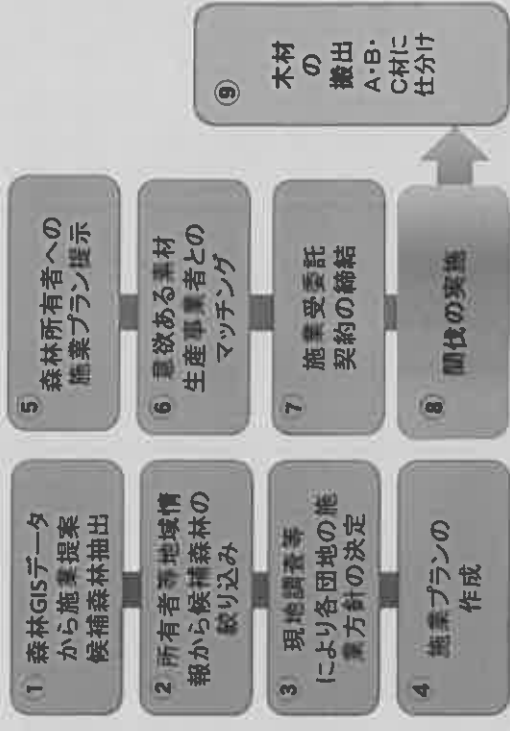 ① 森林GISデータ
から施業提案
候補森林抽出
② 所有者等地域情
報から候補森林の
絞り込み
③ 現地調査等
により各団地の施
業方針の決定
④ 施業プランの
作成
⑤ 森林所有者への
施業プラン提示
⑥ 意欲ある素材
生産事業者との
マッチング
⑦ 施業受委託
契約の締結
⑧ 間伐の実施
⑨ 木材
の
搬出
A・B・
C材に
仕分け